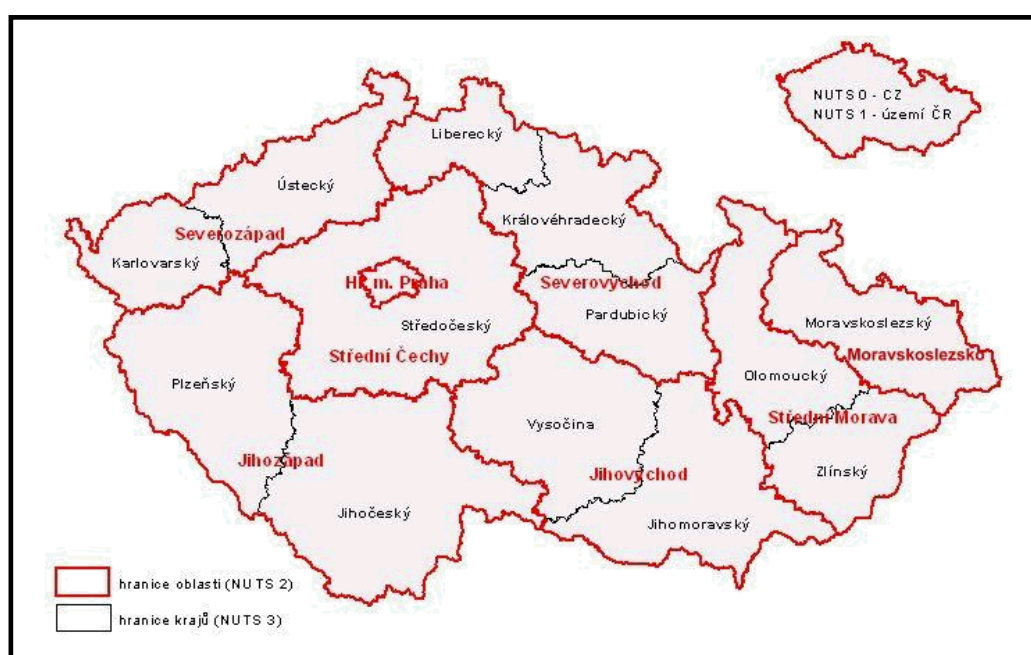 NUTS 0 - CZ
NUTS 1 - území ČR
Liberecký
Ústecký
Královéhradecký
Severozápad
Karlovarský
Hl. m. Praha
Severovýchod
Pardubický
Středočeský
Moravskoslezský
Střední Čechy
Moravskoslezsko
Plzeňský
Olomoucký
Střední Morava
Vysočina
Jihozápad
Jihovýchod
Zlínský
Jihočeský
Jihomoravský
hranice oblastí (NUTS 2)
hranice krajů (NUTS 3)